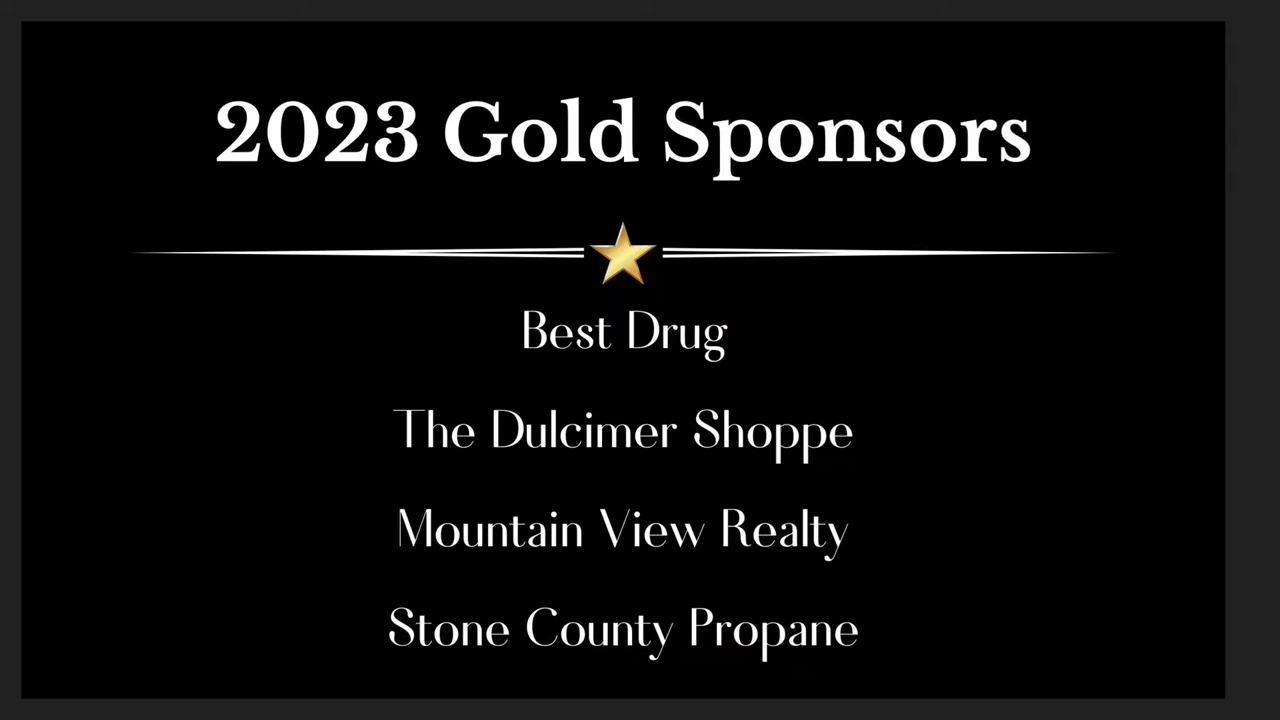 2023 Gold Sponsors
Best Drug
The Dulcimer Shoppe
Mountain View Realty
Stone County Propane